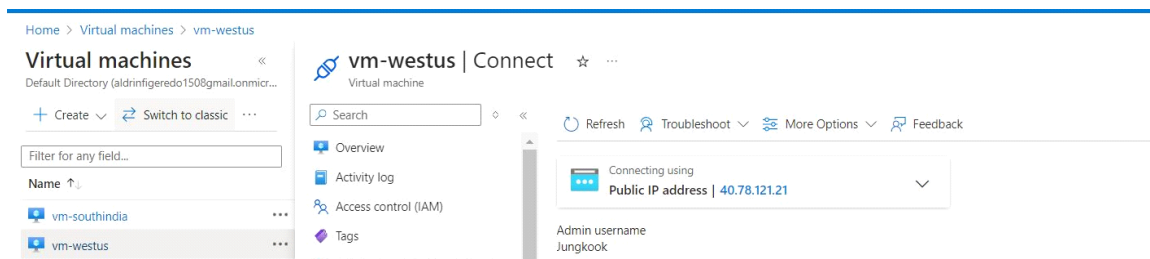 Home > Virtual machines > vm-westus
Virtual machines «
Default Directory (aldrinfigeredo1508gmail.onmicr...
+ Create Switch to classic ...
Filter for any field...
Name ↑↓
vm-southindia ...
vm-westus ...
vm-westus | Connect ☆ ...
Virtual machine
Search «
Overview
Activity log
Access control (IAM)
Tags
Refresh Troubleshoot More Options Feedback
Connecting using
Public IP address | 40.78.121.21
Admin username
Jungkook